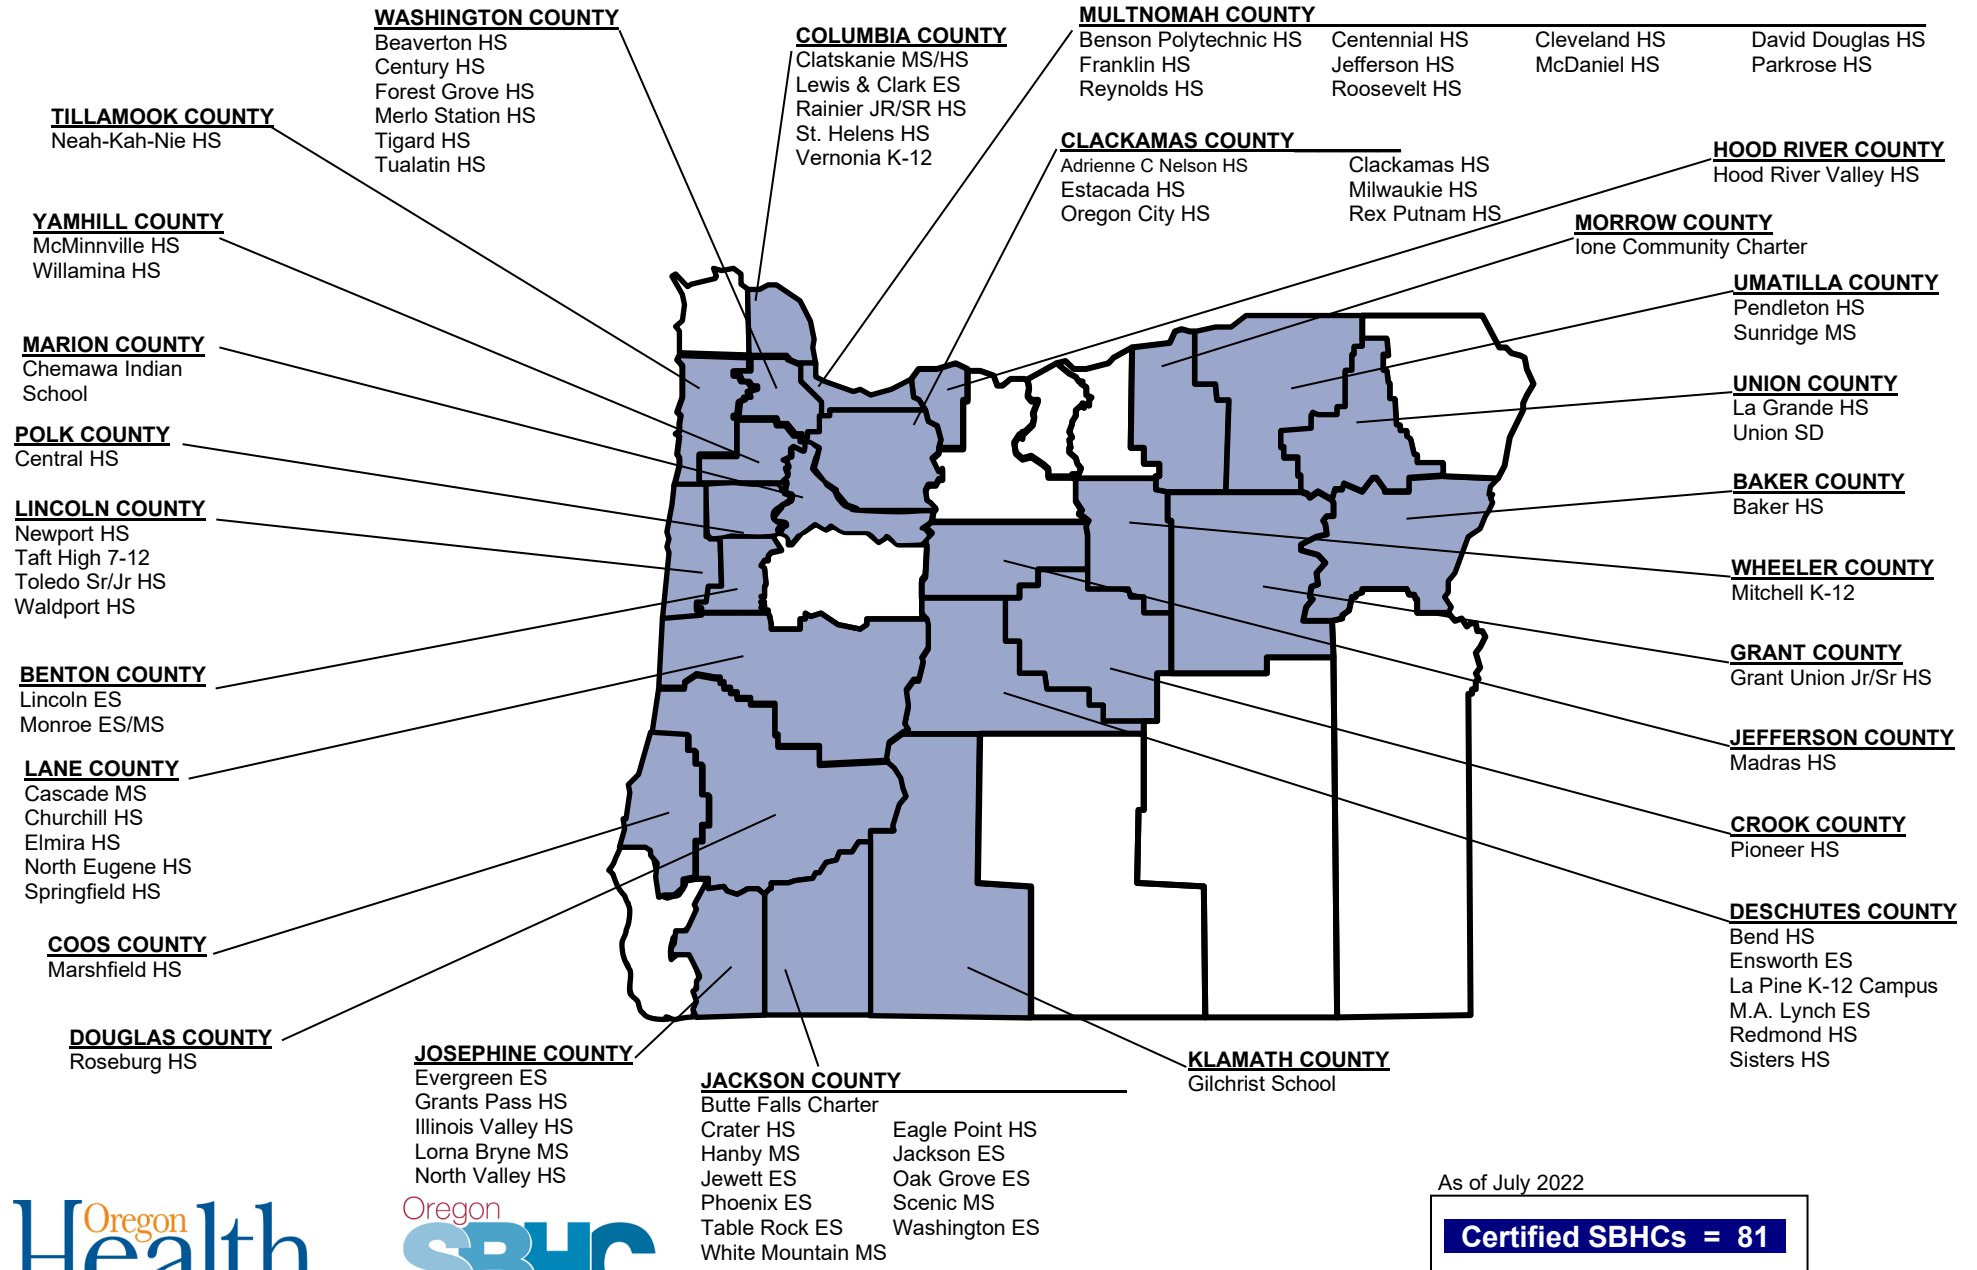 WASHINGTON COUNTY
Beaverton HS
Century HS
Forest Grove HS
Merlo Station HS
Tigard HS
Tualatin HS
COLUMBIA COUNTY
Clatskanie MS/HS
Lewis & Clark ES
Rainier JR/SR HS
St. Helens HS
Vernonia K-12
MULTNOMAH COUNTY
Benson Polytechnic HS Centennial HS Cleveland HS David Douglas HS
Franklin HS Jefferson HS McDaniel HS Parkrose HS
Reynolds HS Roosevelt HS
CLACKAMAS COUNTY
Adrienne C Nelson HS Clackamas HS
Estacada HS Milwaukie HS
Oregon City HS Rex Putnam HS
HOOD RIVER COUNTY
Hood River Valley HS
MORROW COUNTY
Ione Community Charter
UMATILLA COUNTY
Pendleton HS
Sunridge MS
UNION COUNTY
La Grande HS
Union SD
BAKER COUNTY
Baker HS
WHEELER COUNTY
Mitchell K-12
GRANT COUNTY
Grant Union Jr/Sr HS
JEFFERSON COUNTY
Madras HS
CROOK COUNTY
Pioneer HS
DESCHUTES COUNTY
Bend HS
Ensworth ES
La Pine K-12 Campus
M.A. Lynch ES
Redmond HS
Sisters HS
TILLAMOOK COUNTY
Neah-Kah-Nie HS
YAMHILL COUNTY
McMinnville HS
Willamina HS
MARION COUNTY
Chemawa Indian
School
POLK COUNTY
Central HS
LINCOLN COUNTY
Newport HS
Taft High 7-12
Toledo Sr/Jr HS
Waldport HS
BENTON COUNTY
Lincoln ES
Monroe ES/MS
LANE COUNTY
Cascade MS
Churchill HS
Elmira HS
North Eugene HS
Springfield HS
COOS COUNTY
Marshfield HS
DOUGLAS COUNTY
Roseburg HS
JOSEPHINE COUNTY
Evergreen ES
Grants Pass HS
Illinois Valley HS
Lorna Bryne MS
North Valley HS
JACKSON COUNTY
Butte Falls Charter
Crater HS Eagle Point HS
Hanby MS Jackson ES
Jewett ES Oak Grove ES
Phoenix ES Scenic MS
Table Rock ES Washington ES
White Mountain MS
KLAMATH COUNTY
Gilchrist School
As of July 2022
Certified SBHCs = 81
Oregon
Health
Oregon
SBHC